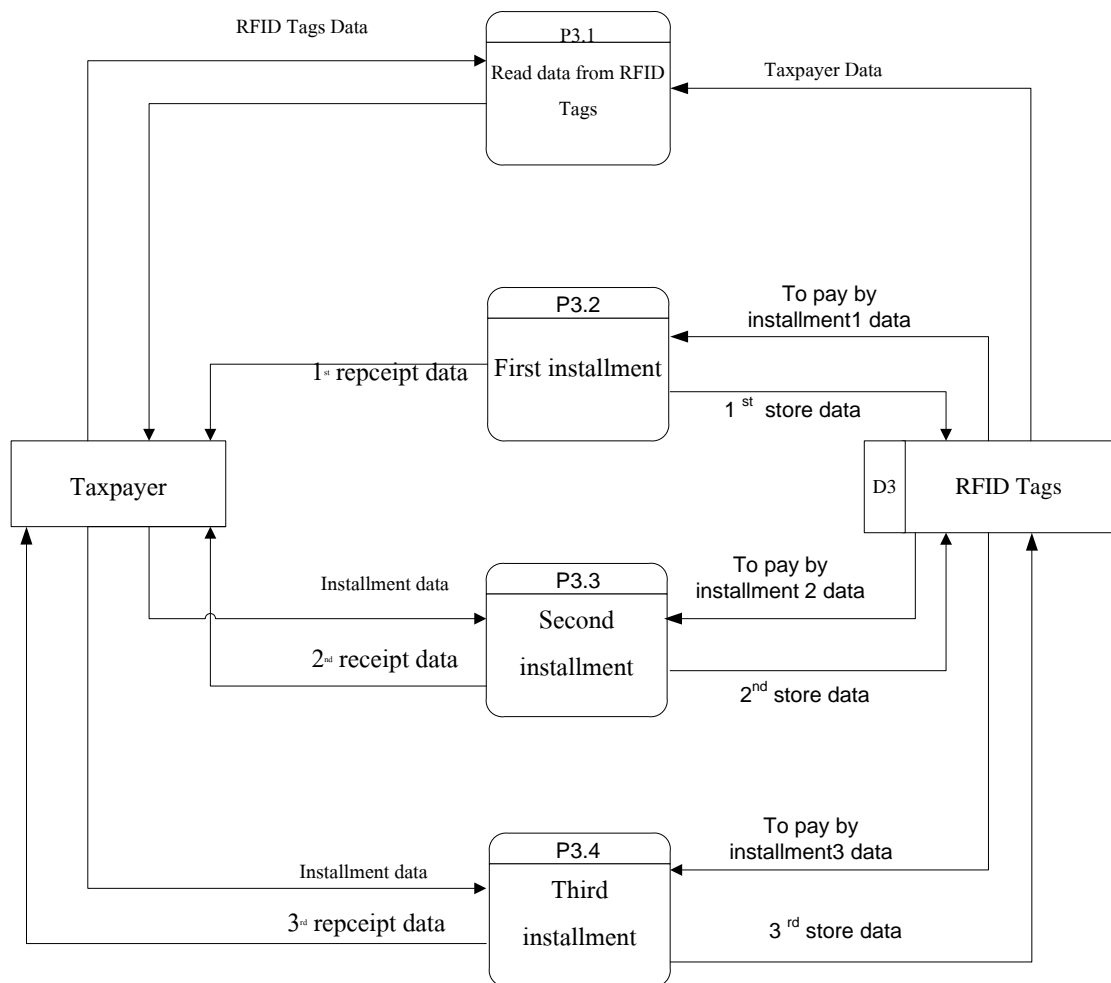 RFID Tags Data
P3.1
Read data from RFID
Tags
Taxpayer Data
P3.2
First installment
To pay by
installment1 data
1st repceipt data
1 st store data
Taxpayer
D3
RFID Tags
Installment data
P3.3
Second
installment
To pay by
installment 2 data
2nd receipt data
2nd store data
Installment data
P3.4
Third
installment
To pay by
installment3 data
3rd repceipt data
3 rd store data